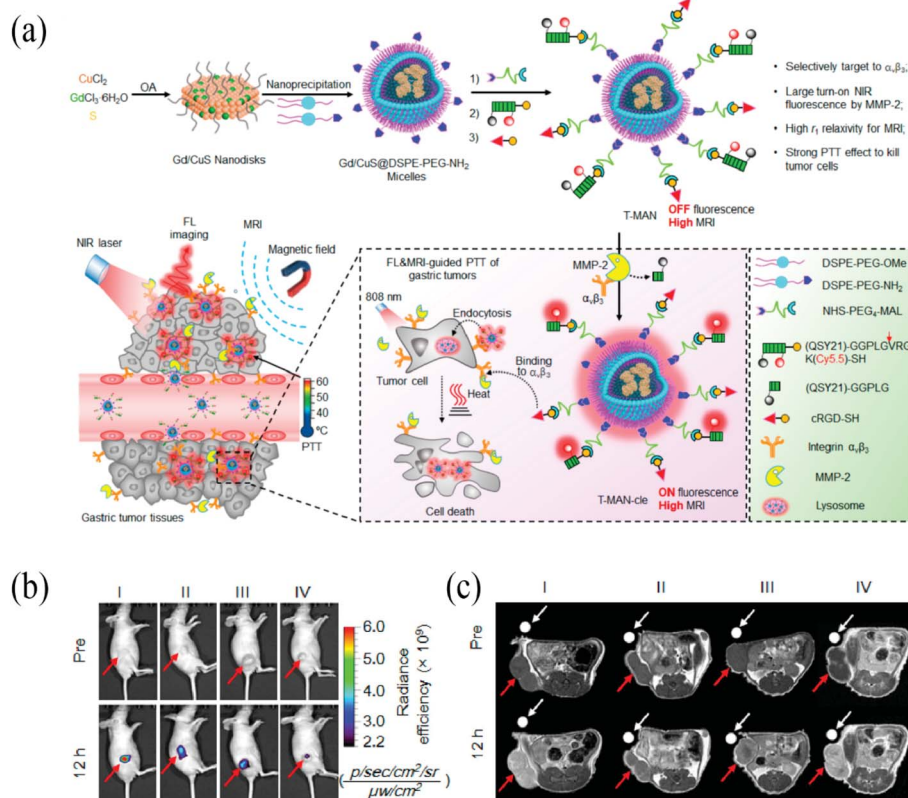 (a)
CuCl2
GdCl3·6H2O
S
OA
Gd/CuS Nanodisks
Nanoprecipitation
Gd/CuS@DSPE-PEG-NH2
Micelles
1)
2)
3)
T-MAN
OFF fluorescence
High MRI
• Selectively target to αvβ3;
• Large turn-on NIR
fluorescence by MMP-2;
• High r1 relaxivity for MRI;
• Strong PTT effect to kill
tumor cells
NIR laser
FL
imaging
MRI
Magnetic field
60
50
40
ºC
PTT
Gastric tumor tissues
FL&MRI-guided PTT of
gastric tumors
808 nm
Endocytosis
Tumor cell
Heat
Cell death
Binding
to αvβ3
MMP-2
αvβ3
T-MAN-cle
ON fluorescence
High MRI
DSPE-PEG-OMe
DSPE-PEG-NH2
NHS-PEG4-MAL
(QSY21)-GGPLGVRG
K(Cy5.5)-SH
(QSY21)-GGPLG
cRGD-SH
Integrin αvβ3
MMP-2
Lysosome
(b)
I II III IV
Pre
12 h
6.0
5.0
4.0
3.0
2.2
Radiance
efficiency (× 10⁹)
(p/sec/cm²/sr
μw/cm²)
(c)
I II III IV
Pre
12 h